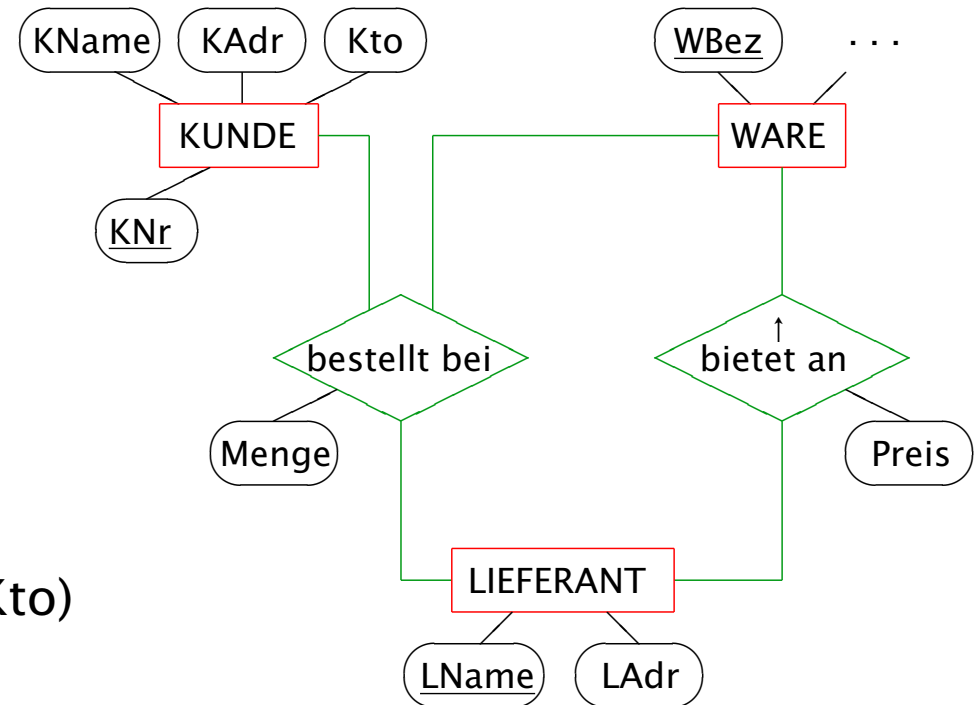 KName KAdr Kto WBez . . .
KUNDE WARE
KNr
↑
bestellt bei bietet an
Menge Preis
LIEFERANT
Kto)
LName LAdr